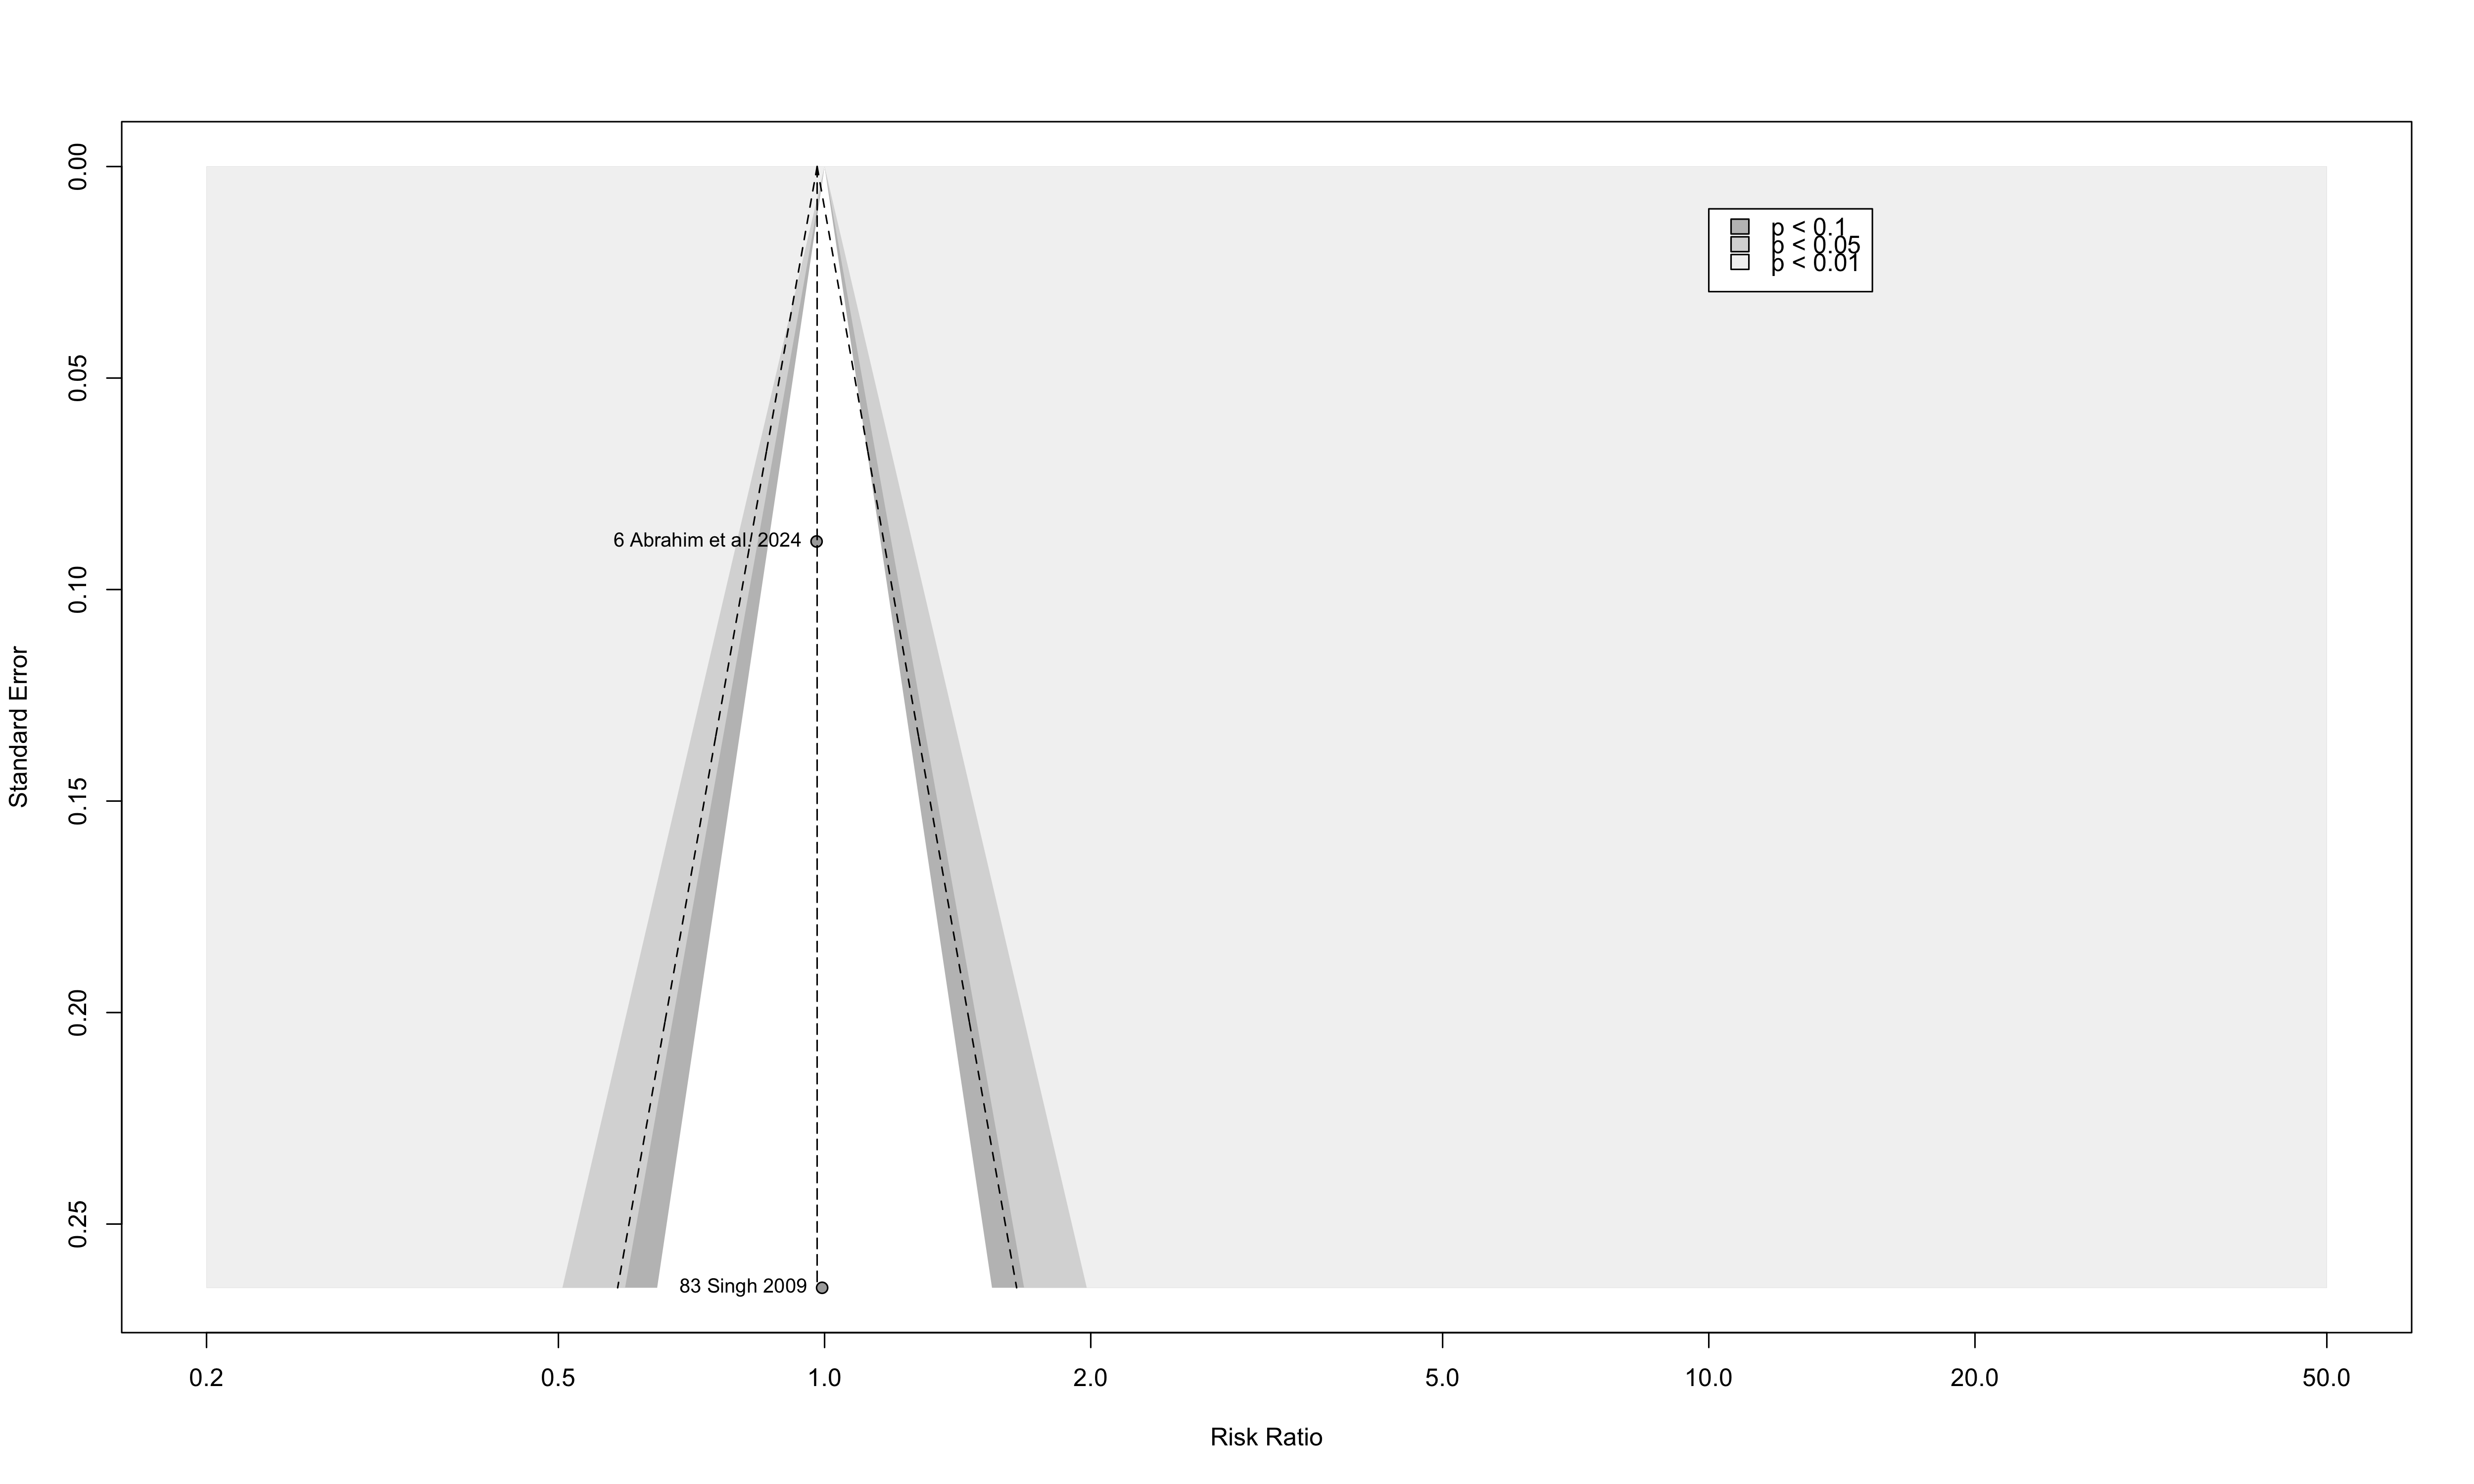 0.00
0.05
0.10
0.15
0.20
0.25
Standard Error
p < 0.1
p < 0.05
p < 0.01
6 Abrahim et al. 2024
83 Singh 2009
0.2 0.5 1.0 2.0 5.0 10.0 20.0 50.0
Risk Ratio